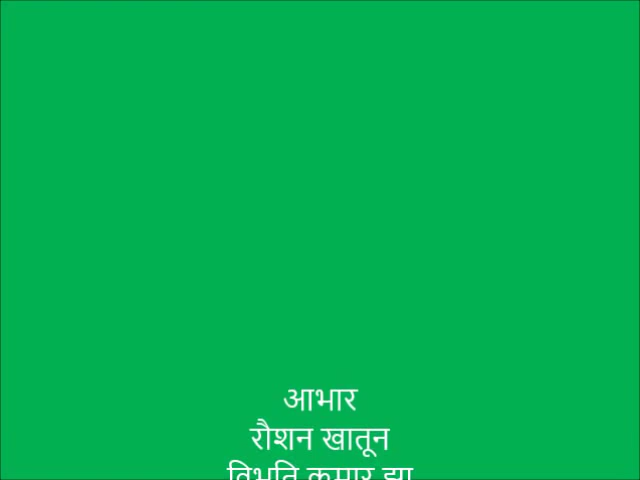 आभार
रौशन खातून
विभूति कुमार झा